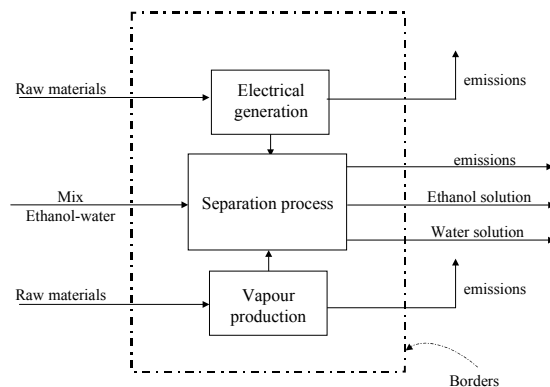 Raw materials
Electrical
generation
emissions
Mix
Ethanol-water
Separation process
emissions
Ethanol solution
Water solution
Raw materials
Vapour
production
emissions
Borders